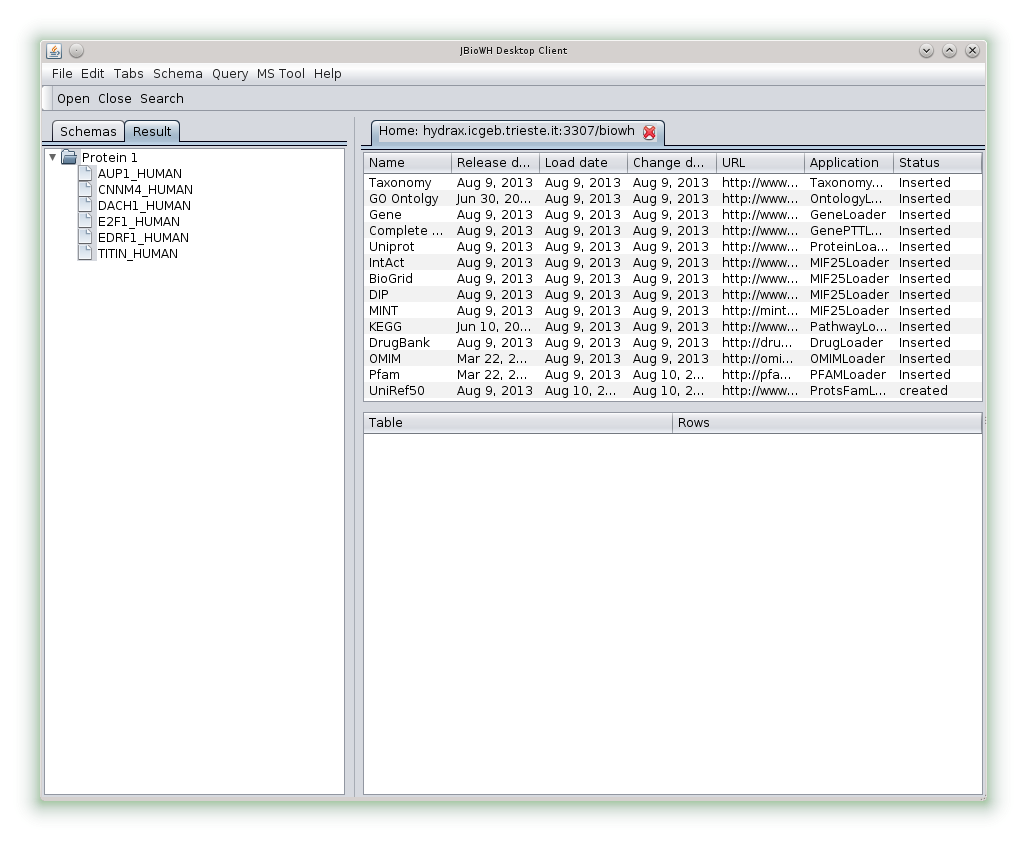 JBioWH Desktop Client
File Edit Tabs Schema Query MS Tool Help
Open Close Search
Schemas Result
Protein 1
AUP1_HUMAN
CNNM4_HUMAN
DACH1_HUMAN
E2F1_HUMAN
EDRF1_HUMAN
TITIN_HUMAN
Home: hydrax.icgeb.trieste.it:3307/biowh
Name Release d... Load date Change d... URL Application Status
Taxonomy Aug 9, 2013 Aug 9, 2013 Aug 9, 2013 http://www... Taxonomy... Inserted
GO Ontolgy Jun 30, 20... Aug 9, 2013 Aug 9, 2013 http://www... OntologyL... Inserted
Gene Aug 9, 2013 Aug 9, 2013 Aug 9, 2013 http://www... GeneLoader Inserted
Complete ... Aug 9, 2013 Aug 9, 2013 Aug 9, 2013 http://www... GenePTTL... Inserted
Uniprot Aug 9, 2013 Aug 9, 2013 Aug 9, 2013 http://www... ProteinLoa... Inserted
IntAct Aug 9, 2013 Aug 9, 2013 Aug 9, 2013 http://www... MIF25Loader Inserted
BioGrid Aug 9, 2013 Aug 9, 2013 Aug 9, 2013 http://www... MIF25Loader Inserted
DIP Aug 9, 2013 Aug 9, 2013 Aug 9, 2013 http://www... MIF25Loader Inserted
MINT Aug 9, 2013 Aug 9, 2013 Aug 9, 2013 http://mint... MIF25Loader Inserted
KEGG Jun 10, 20... Aug 9, 2013 Aug 9, 2013 http://www... PathwayLo... Inserted
DrugBank Aug 9, 2013 Aug 9, 2013 Aug 9, 2013 http://dru... DrugLoader Inserted
OMIM Mar 22, 2... Aug 9, 2013 Aug 9, 2013 http://omi... OMIMLoader Inserted
Pfam Mar 22, 2... Aug 9, 2013 Aug 10, 2... http://pfa... PFAMLoader Inserted
UniRef50 Aug 9, 2013 Aug 10, 2... Aug 10, 2... http://www... ProtsFamL... created
Table Rows